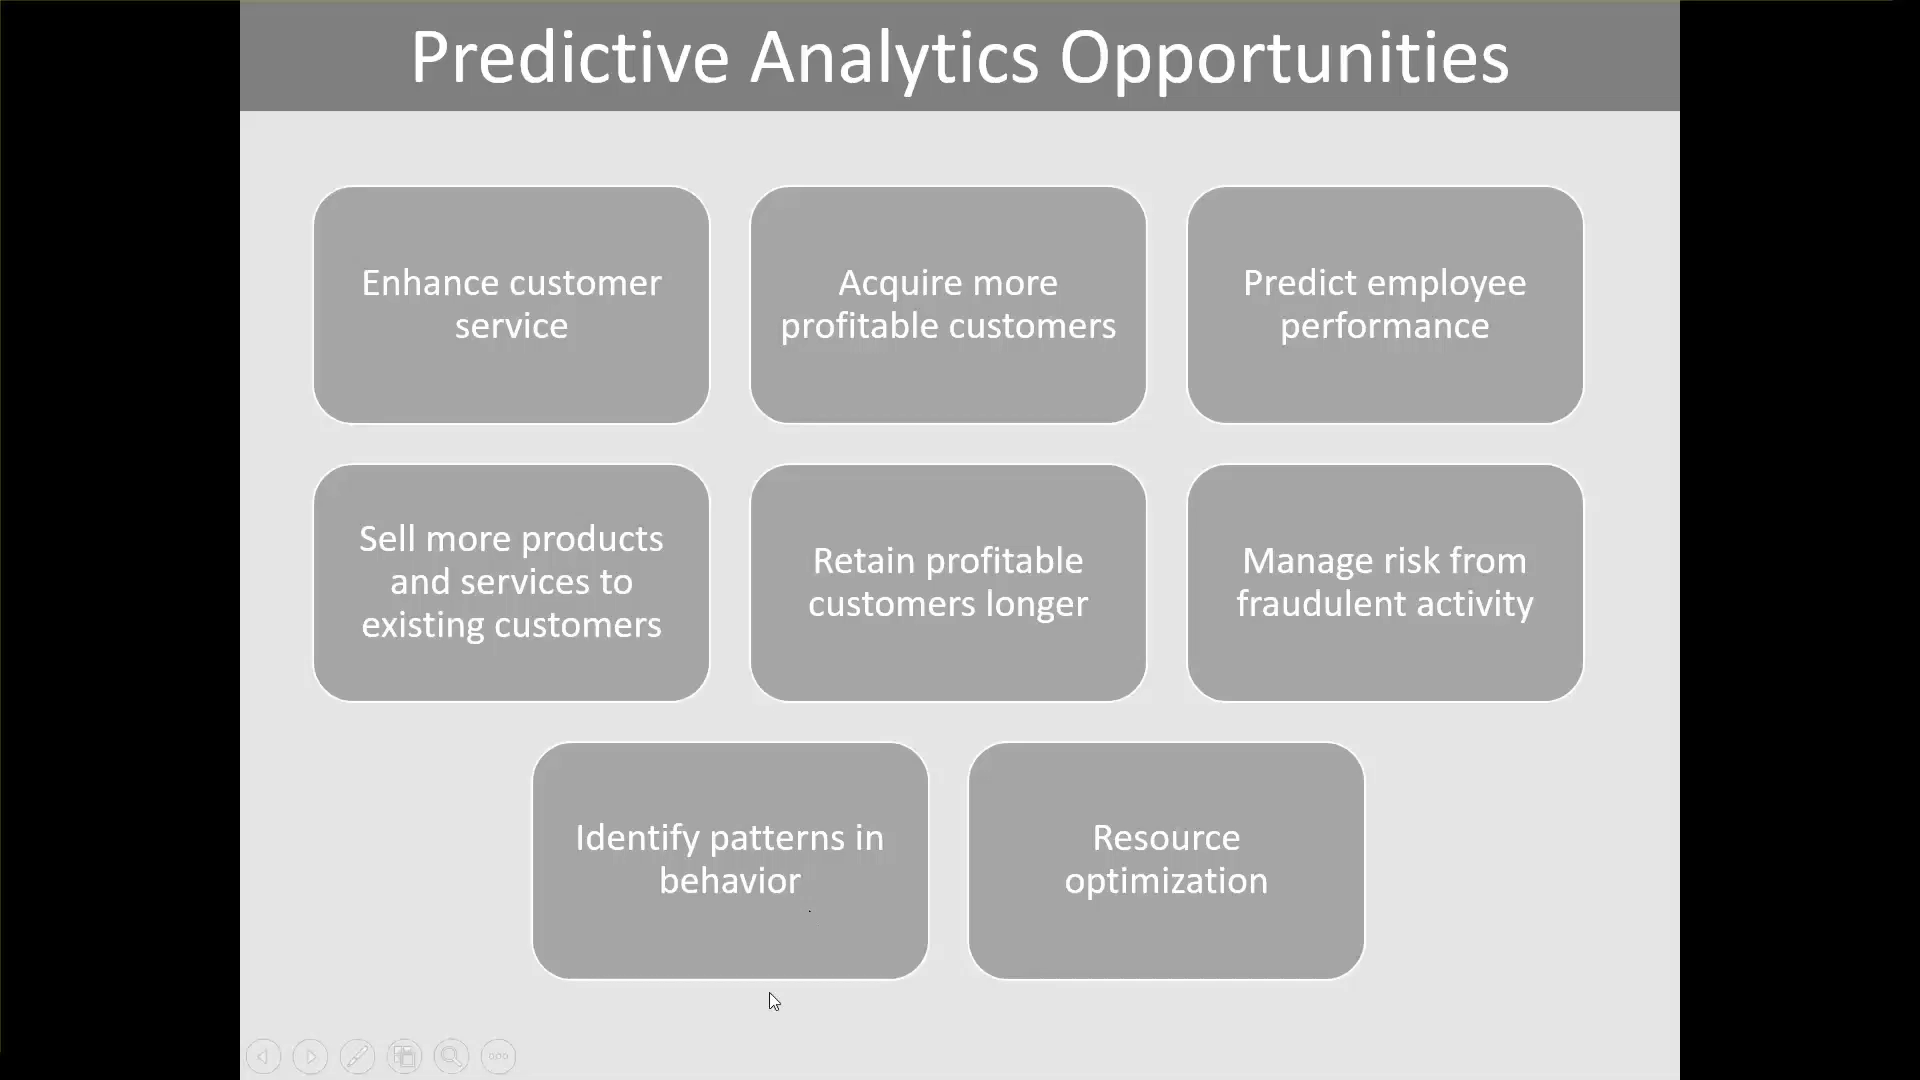 Predictive Analytics Opportunities
Enhance customer
service
Acquire more
profitable customers
Predict employee
performance
Sell more products
and services to
existing customers
Retain profitable
customers longer
Manage risk from
fraudulent activity
Identify patterns in
behavior
Resource
optimization